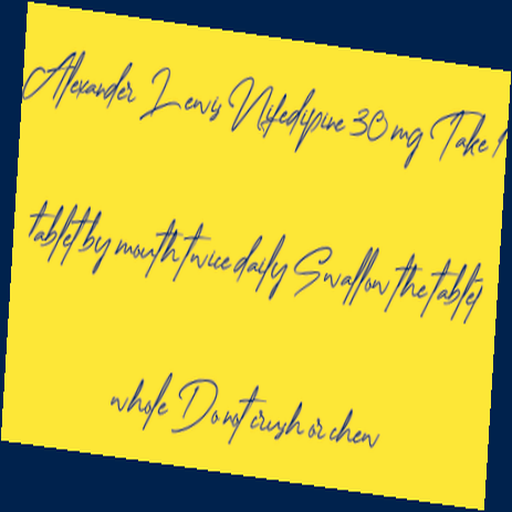 Alexander Lewis Nifedipine 30 mg Take 1
tablet by mouth twice daily Swallow the tablet
whole Do not crush or chew